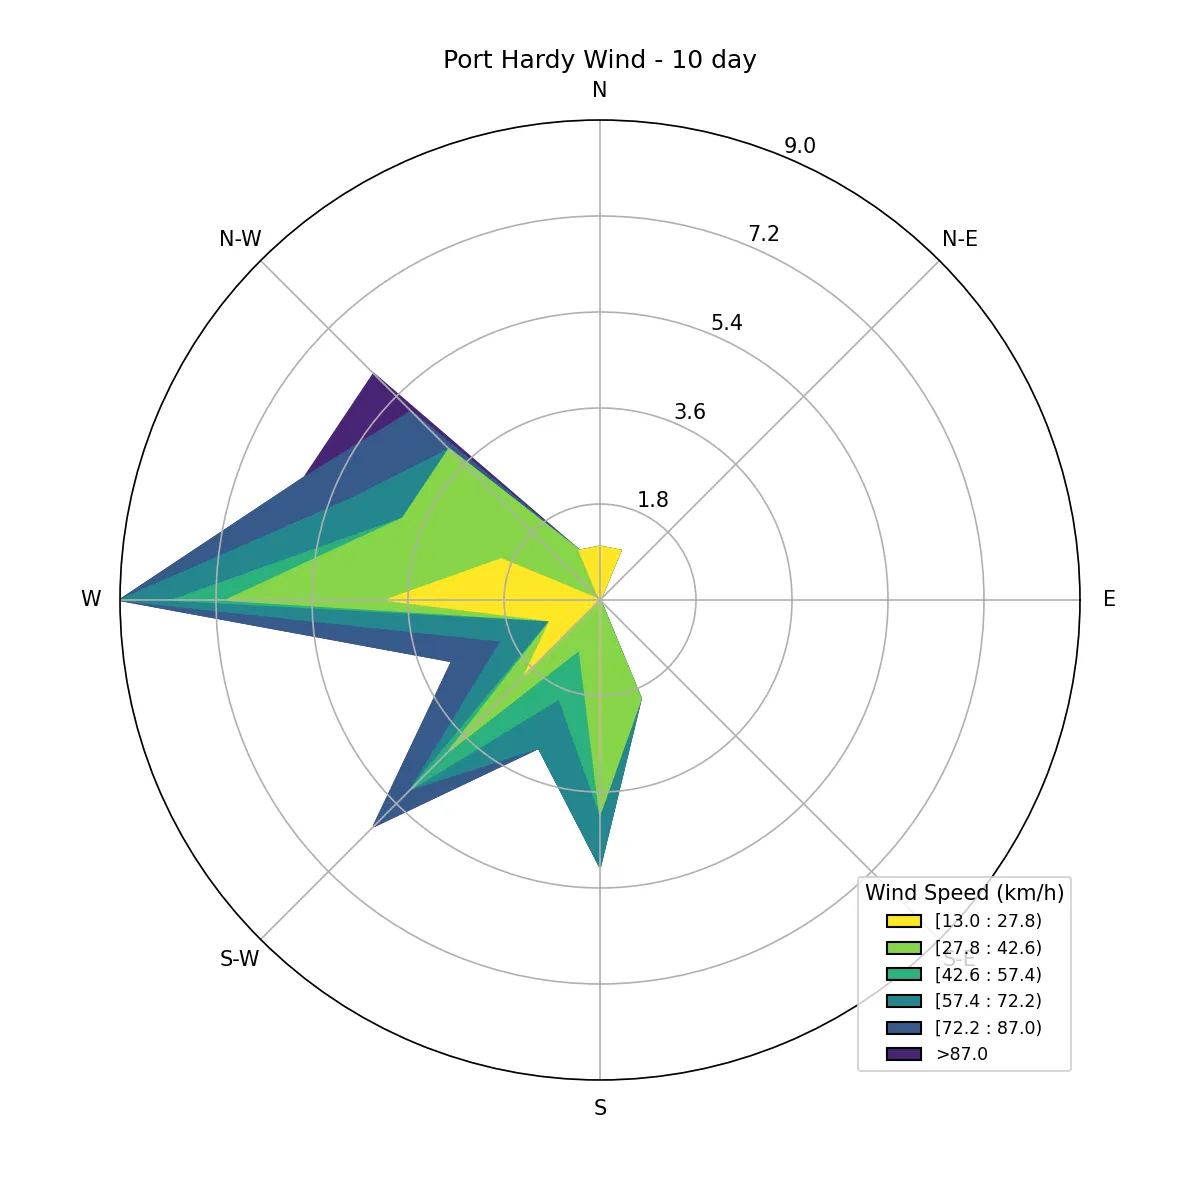 Port Hardy Wind - 10 day
N
9.0
N-W
7.2
N-E
5.4
3.6
1.8
W
E
Wind Speed (km/h)
[13.0 : 27.8)
[27.8 : 42.6)
S-W
S-E
[42.6 : 57.4)
[57.4 : 72.2)
[72.2 : 87.0)
>87.0
S